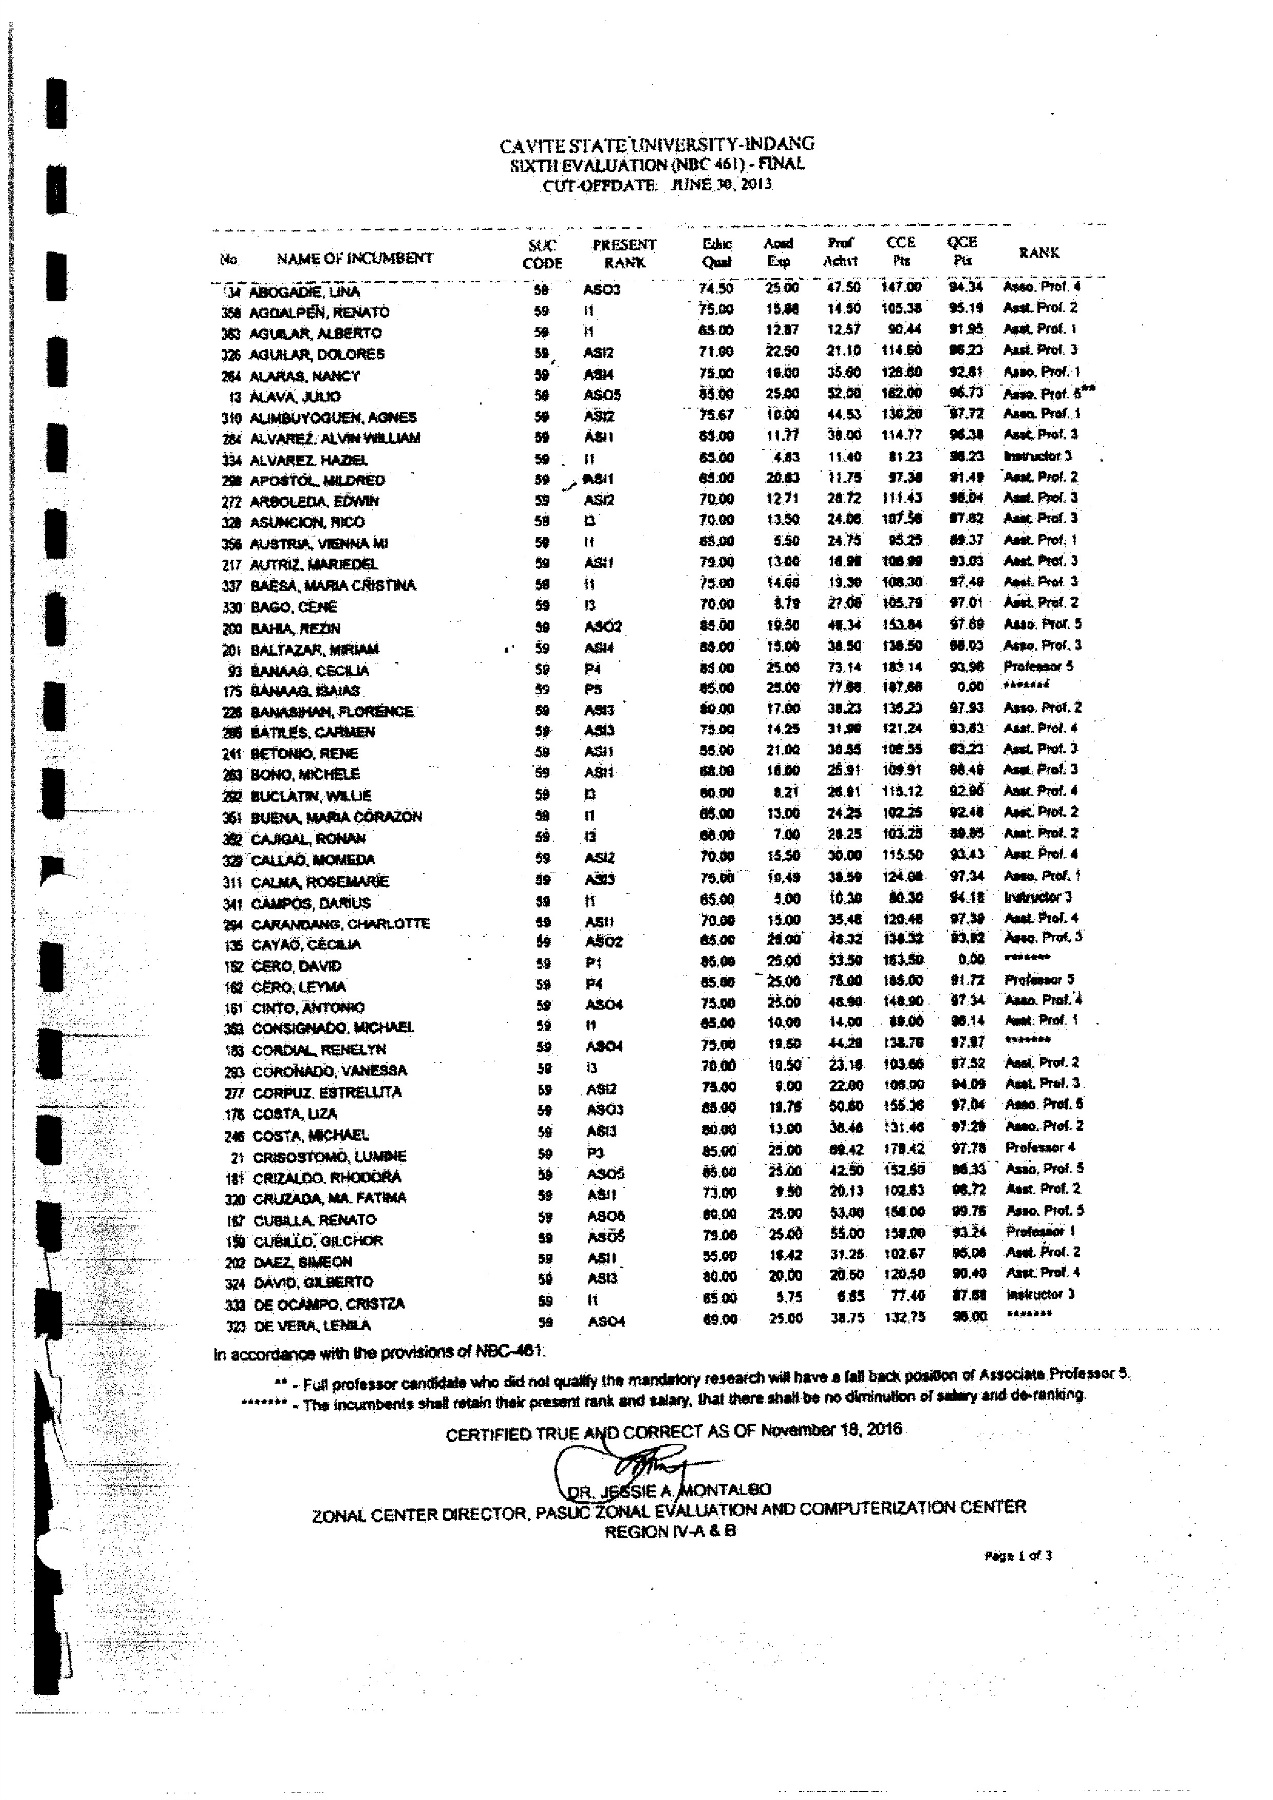 CAVITE STATE UNIVERSITY-INDANG
SIXTH EVALUATION (NBC 461) - FINAL
CUT-OFFDATE: JUNE 30, 2013
No. NAME OF INCUMBENT SUC CODE PRESENT RANK Educ Qual Acad Exp Prof Achvt CCE Pts QCE Pts RANK
34 ABOGADIE, LINA 59 ASO3 74.50 25.00 47.50 147.00 94.34 Asso. Prof. 4
358 AGDALPEN, RENATO 59 I1 75.00 15.88 14.50 105.38 95.19 Asst. Prof. 2
363 AGUILAR, ALBERTO 59 I1 65.00 12.87 12.57 90.44 91.95 Asst. Prof. 1
326 AGUILAR, DOLORES 59 ASI2 71.00 22.50 21.10 114.60 96.23 Asst. Prof. 3
264 ALARAS, NANCY 59 ASI4 75.00 18.00 35.60 128.60 92.61 Asso. Prof. 1
13 ALAVA, JULIO 59 ASO5 85.00 25.00 52.00 162.00 96.73 Asso. Prof. 5**
310 ALIMBUYOGUEN, AGNES 59 ASI2 75.67 10.00 44.53 130.20 97.72 Asso. Prof. 1
284 ALVAREZ, ALVIN WILLIAM 59 ASI1 65.00 11.77 38.00 114.77 96.38 Asst. Prof. 3
334 ALVAREZ, HAZIEL 59 I1 65.00 4.83 11.40 81.23 98.23 Instructor 3
298 APOSTOL, MILDRED 59 ASI1 65.00 20.63 11.75 97.38 91.49 Asst. Prof. 2
272 ARBOLEDA, EDWIN 59 ASI2 70.00 12.71 28.72 111.43 98.04 Asst. Prof. 3
328 ASUNCION, RICO 59 I3 70.00 13.50 24.06 107.56 97.82 Asst. Prof. 3
356 AUSTRIA, VIENNA MI 59 I1 65.00 5.50 24.75 95.25 89.37 Asst. Prof. 1
217 AUTRIZ, MARIEDEL 59 ASI1 79.00 13.00 16.99 108.99 93.03 Asst. Prof. 3
337 BAESA, MARIA CRISTINA 59 I1 75.00 14.00 19.30 108.30 97.40 Asst. Prof. 3
330 BAGO, CENE 59 I3 70.00 8.79 27.00 105.79 97.01 Asst. Prof. 2
200 BAHIA, REZIN 59 ASO2 85.00 19.50 49.34 153.84 97.69 Asso. Prof. 5
201 BALTAZAR, MIRIAM 59 ASI4 85.00 15.00 38.50 138.50 98.03 Asso. Prof. 3
93 BANAAG, CECILIA 59 P4 85.00 25.00 73.14 183.14 93.96 Professor 5
175 BANAAG, ISAIAS 59 P5 85.00 25.00 77.66 187.66 0.00 *******
226 BANASIHAN, FLORENCE 59 ASI3 80.00 17.00 38.23 135.23 97.93 Asso. Prof. 2
BATILES, CARMEN 59 ASI3 75.00 14.25 31.99 121.24 93.63 Asst. Prof. 4
241 BETONIO, RENE 59 ASI1 21.00 83.23 Asst. Prof. 3
263 BONO, MICHELE 59 ASI1 68.00 16.00 25.91 109.91 98.49 Asst. Prof. 3
292 BUCLATIN, WILLIE 59 I3 8.21 92.90 Asst. Prof. 4
361 BUENA, MARIA CORAZON 59 I1 65.00 13.00 24.25 102.25 92.48 Asst. Prof. 2
362 CAJIGAL, RONAN 59 I3 68.00 7.00 28.25 103.25 89.85 Asst. Prof. 2
329 CALLAO, MOMEDA 59 ASI2 70.00 15.50 30.00 115.50 93.43 Asst. Prof. 4
311 CALMA, ROSEMARIE 59 ASI3 75.00 10.49 38.59 124.08 97.34 Asso. Prof. 1
341 CAMPOS, DARIUS 59 I1 65.00 5.00 10.30 80.30 94.18 Instructor 3
294 CARANDANG, CHARLOTTE 59 ASI1 70.00 15.00 35.48 120.48 97.39 Asst. Prof. 4
135 CAYAO, CECILIA 59 ASO2 65.00 25.00 48.32 138.32 93.82 Asso. Prof. 3
152 CERO, DAVID 59 P1 85.00 25.00 53.50 163.50 0.00 *******
162 CERO, LEYMA 59 P4 85.00 25.00 75.00 185.00 91.72 Professor 5
161 CINTO, ANTONIO 59 ASO4 75.00 25.00 48.90 148.90 97.34 Asso. Prof. 4
353 CONSIGNADO, MICHAEL 59 I1 65.00 10.00 14.00 89.00 96.14 Asst. Prof. 1
183 CORDIAL, RENELYN 59 ASO4 75.00 19.50 44.28 138.78 97.97 *******
293 CORONADO, VANESSA 59 I3 70.00 10.50 23.16 103.66 97.52 Asst. Prof. 2
277 CORPUZ, ESTRELLITA 59 ASI2 75.00 9.00 22.00 106.00 94.09 Asst. Prof. 3
176 COSTA, LIZA 59 ASO3 85.00 19.76 50.60 155.36 97.04 Asso. Prof. 5
246 COSTA, MICHAEL 59 ASI3 80.00 13.00 38.46 131.46 97.29 Asso. Prof. 2
21 CRISOSTOMO, LUMINE 59 P3 85.00 25.00 69.42 179.42 97.78 Professor 4
181 CRIZALDO, RHODORA 59 ASO5 85.00 25.00 42.50 152.50 96.33 Asso. Prof. 5
320 CRUZADA, MA. FATIMA 59 ASI1 73.00 9.50 20.13 102.63 96.72 Asst. Prof. 2
167 CUBILLA, RENATO 59 ASO5 80.00 25.00 53.00 158.00 99.76 Asso. Prof. 5
159 CUBILLO, GILCHOR 59 ASO5 79.00 25.00 55.00 159.00 93.24 Professor 1
202 DAEZ, SIMEON 59 ASI1 55.00 16.42 31.25 102.67 95.06 Asst. Prof. 2
324 DAVID, GILBERTO 59 ASI3 80.00 20.00 20.50 120.50 90.40 Asst. Prof. 4
333 DE OCAMPO, CRISTZA 59 I1 65.00 5.75 6.65 77.40 87.68 Instructor 3
323 DE VERA, LENILA 59 ASO4 69.00 25.00 38.75 132.75 96.00 *******
In accordance with the provisions of NBC-461:
** - Full professor candidate who did not qualify the mandatory research will have a fall back position of Associate Professor 5.
******* - The incumbents shall retain their present rank and salary, that there shall be no diminution of salary and de-ranking.
CERTIFIED TRUE AND CORRECT AS OF November 18, 2016
DR. JESSIE A. MONTALBO
ZONAL CENTER DIRECTOR, PASUC ZONAL EVALUATION AND COMPUTERIZATION CENTER
REGION IV-A & B
Page 1 of 3